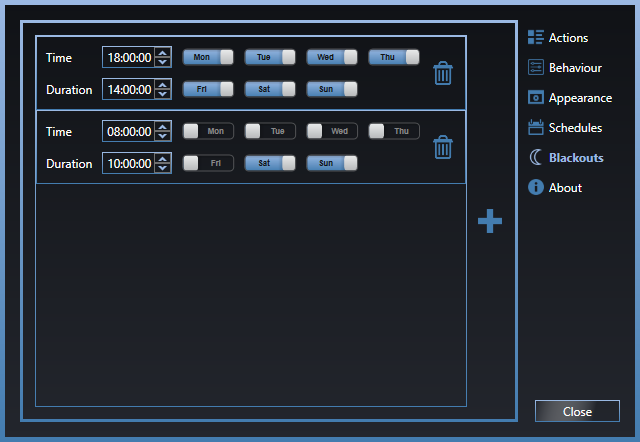 Time 18:00:00 Mon Tue Wed Thu
Duration 14:00:00 Fri Sat Sun
Time 08:00:00 Mon Tue Wed Thu
Duration 10:00:00 Fri Sat Sun
Actions
Behaviour
Appearance
Schedules
Blackouts
About
Close